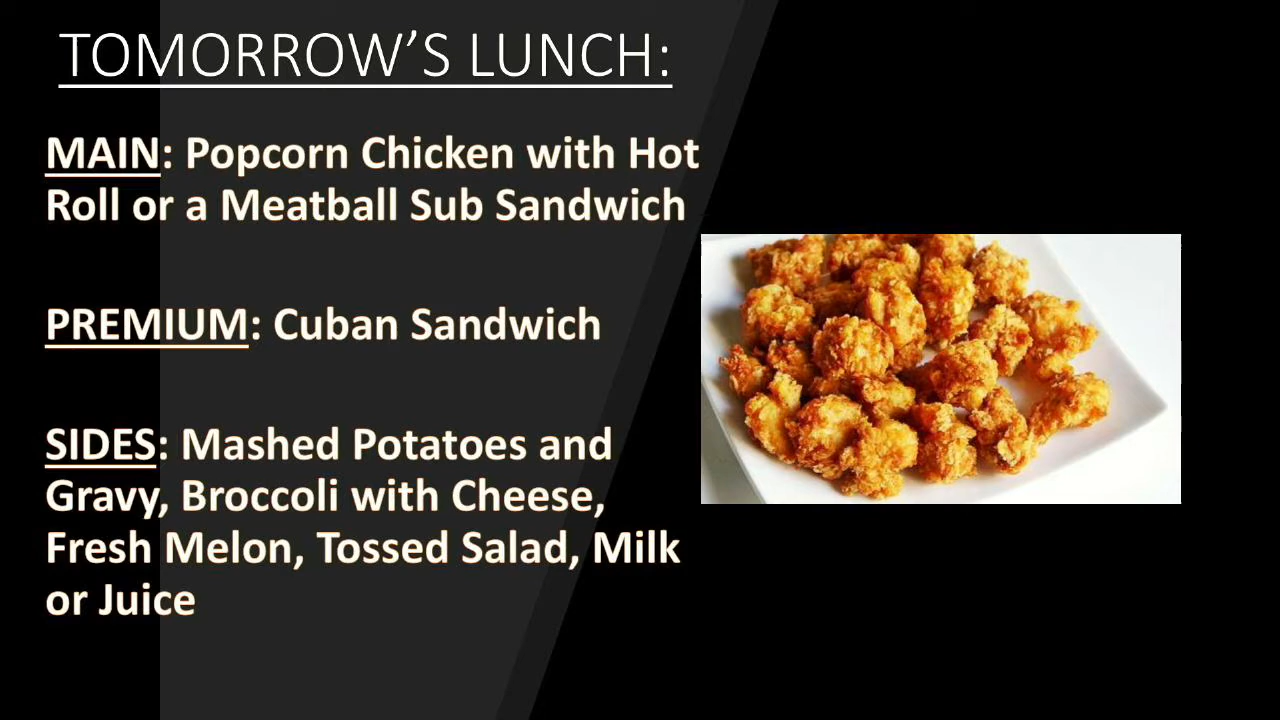 TOMORROW’S LUNCH:
MAIN: Popcorn Chicken with Hot
Roll or a Meatball Sub Sandwich
PREMIUM: Cuban Sandwich
SIDES: Mashed Potatoes and
Gravy, Broccoli with Cheese,
Fresh Melon, Tossed Salad, Milk
or Juice